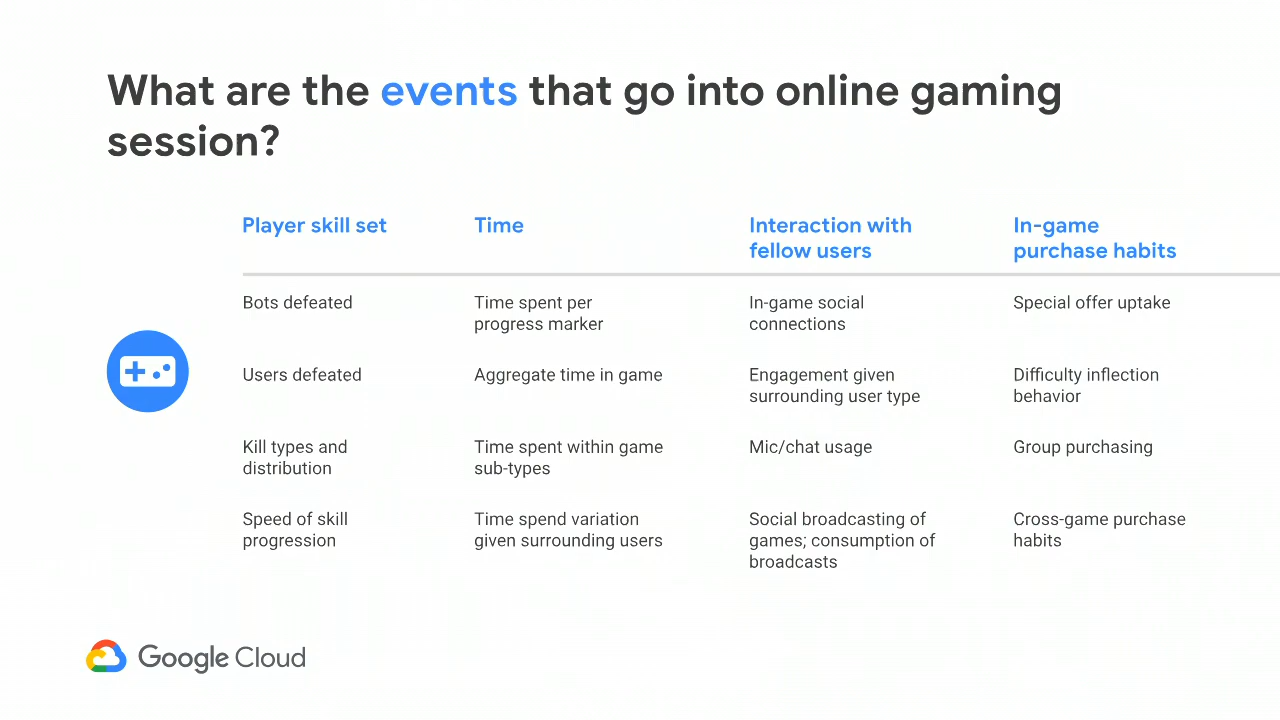 What are the events that go into online gaming
session?
Player skill set
Time
Interaction with
fellow users
In-game
purchase habits
Bots defeated
Time spent per
progress marker
In-game social
connections
Special offer uptake
Users defeated
Aggregate time in game
Engagement given
surrounding user type
Difficulty inflection
behavior
Kill types and
distribution
Time spent within game
sub-types
Mic/chat usage
Group purchasing
Speed of skill
progression
Time spend variation
given surrounding users
Social broadcasting of
games; consumption of
broadcasts
Cross-game purchase
habits
Google Cloud